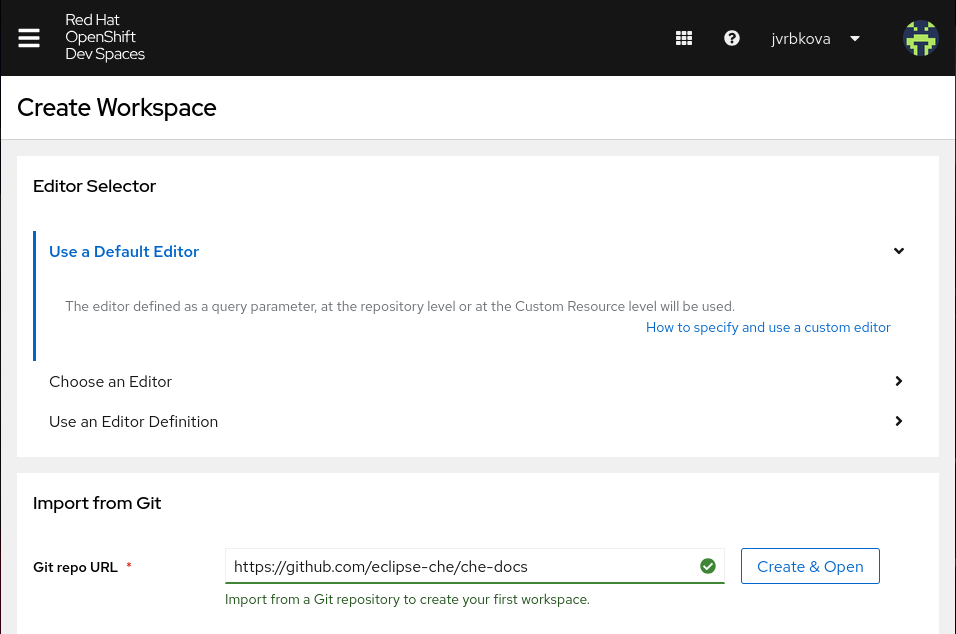 Red Hat
OpenShift
Dev Spaces
jvrbkova
Create Workspace
Editor Selector
Use a Default Editor
The editor defined as a query parameter, at the repository level or at the Custom Resource level will be used.
How to specify and use a custom editor
Choose an Editor
Use an Editor Definition
Import from Git
Git repo URL *
https://github.com/eclipse-che/che-docs
Create & Open
Import from a Git repository to create your first workspace.